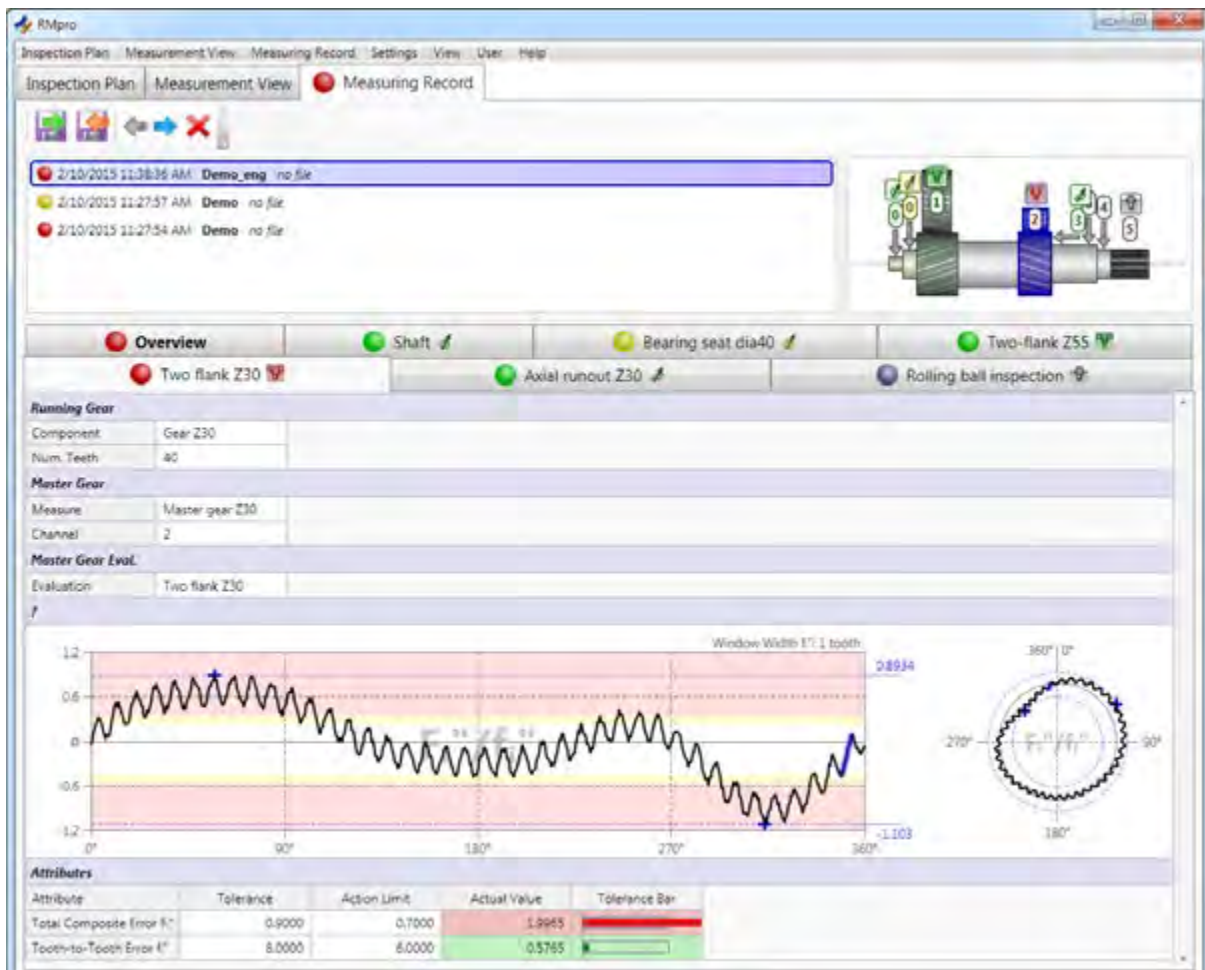 RMpro
Inspection Plan Measurement View Measuring Record Settings View User Help
Inspection Plan Measurement View Measuring Record
2/10/2015 11:38:36 AM Demo_eng no file
2/10/2015 11:27:57 AM Demo no file
2/10/2015 11:27:54 AM Demo no file
0 0 1 2 3 4 5
Overview Shaft Bearing seat dia40 Two-flank Z55
Two flank Z30 Axial runout Z30 Rolling ball inspection
Running Gear
Component Gear Z30
Num. Teeth 40
Master Gear
Measure Master gear Z30
Channel 2
Master Gear Eval.
Evaluation Two flank Z30
Window Width f": 1 tooth
1.2
0.8934
0.6
0
-0.6
-1.2
-1.103
0° 90° 180° 270° 360°
360° 0°
270° 90°
180°
Attributes
Attribute Tolerance Action Limit Actual Value Tolerance Bar
Total Composite Error 0.9000 0.7000 1.9965
Tooth-to-Tooth Error 8.0000 6.0000 0.5765